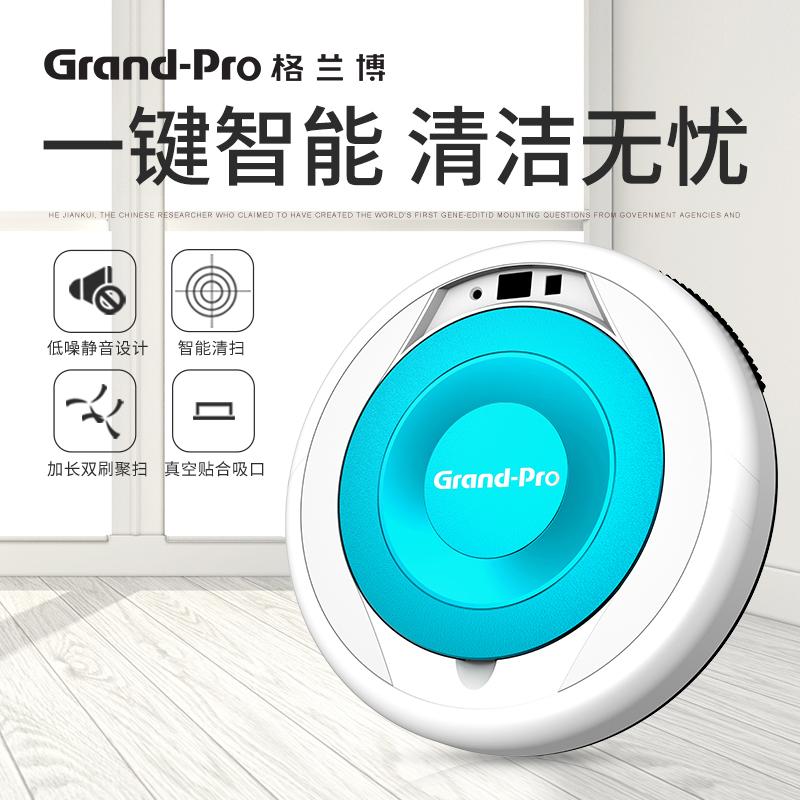 Grand-Pro 格兰博
一键智能 清洁无忧
HE JIANKUI, THE CHINESE RESEARCHER WHO CLAIMED TO HAVE CREATED THE WORLD'S FIRST GENE-EDITID MOUNTING QUESTIONS FROM GOVERNMENT AGENCIES AND
低噪静音设计 智能清扫
加长双刷聚扫 真空贴合吸口
Grand-Pro